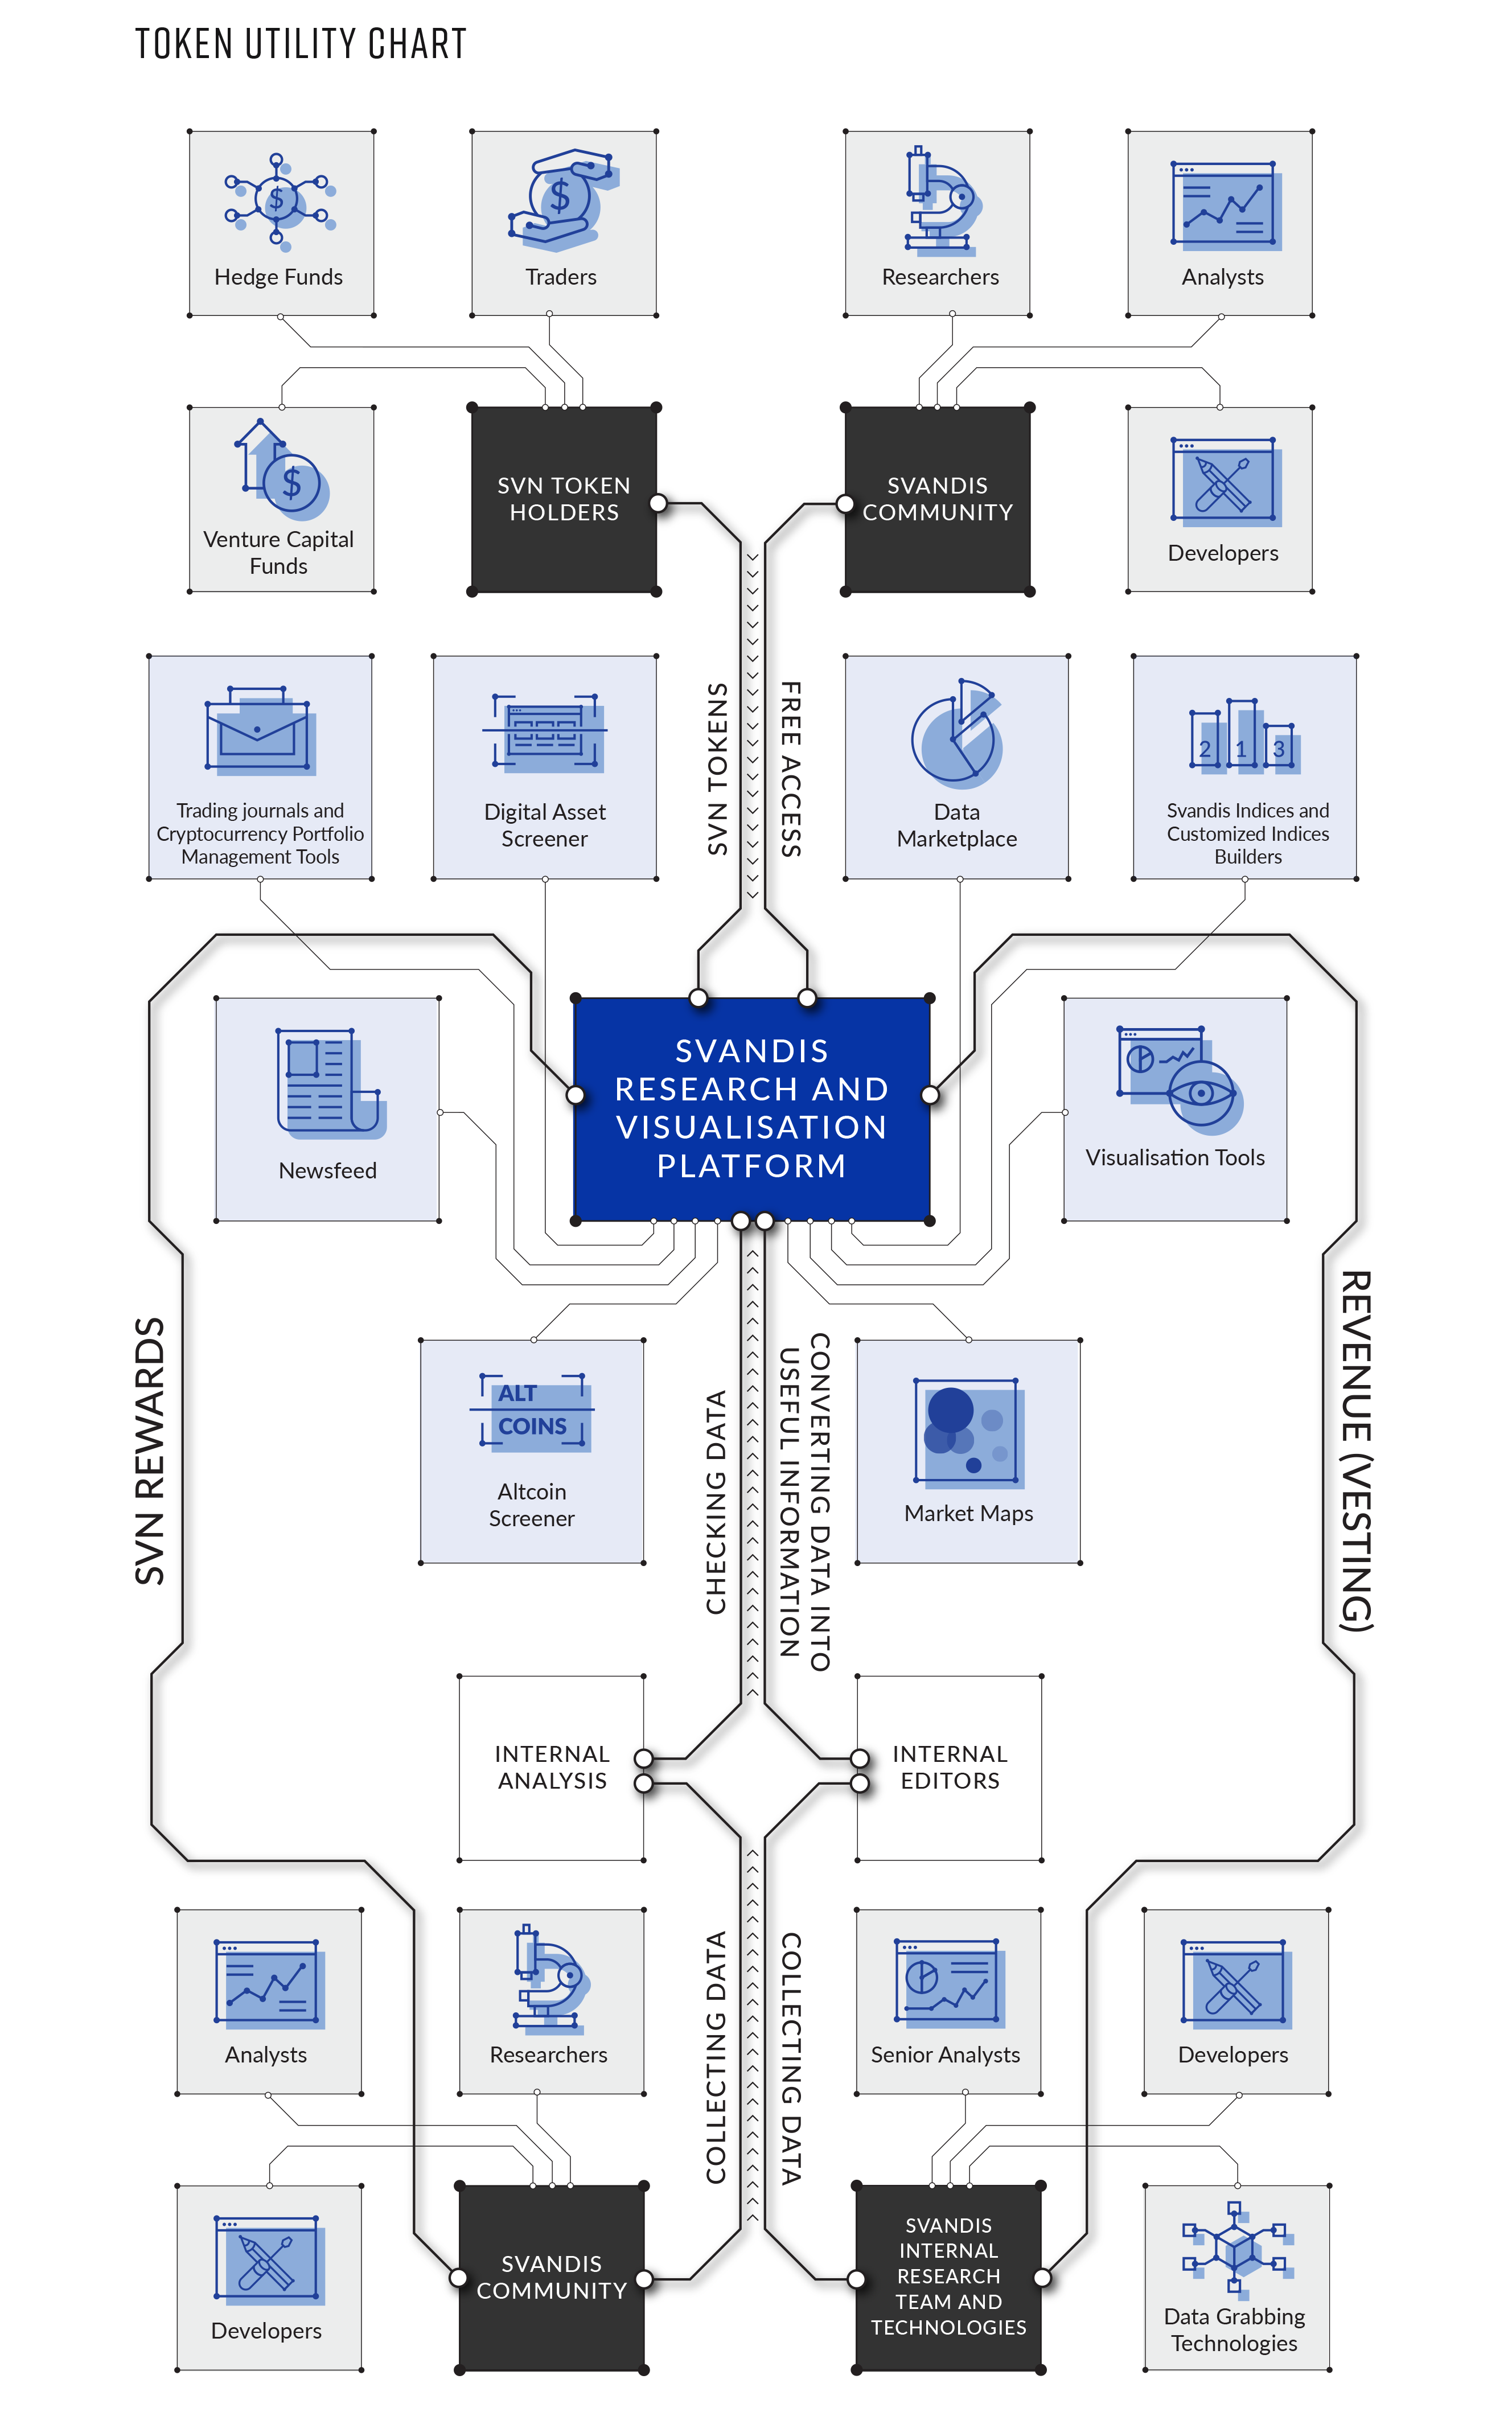 TOKEN UTILITY CHART
$
Hedge Funds
$
Traders
Researchers
Analysts
$
Venture Capital
Funds
SVN TOKEN
HOLDERS
SVANDIS
COMMUNITY
Developers
SVN TOKENS
FREE ACCESS
Trading journals and
Cryptocurrency Portfolio
Management Tools
Digital Asset
Screener
Data
Marketplace
2 1 3
Svandis Indices and
Customized Indices
Builders
Newsfeed
SVANDIS
RESEARCH AND
VISUALISATION
PLATFORM
Visualisation Tools
SVN REWARDS
REVENUE (VESTING)
ALT
COINS
Altcoin
Screener
CHECKING DATA
CONVERTING DATA INTO
USEFUL INFORMATION
Market Maps
INTERNAL
ANALYSIS
INTERNAL
EDITORS
Analysts
Researchers
COLLECTING DATA
COLLECTING DATA
Senior Analysts
Developers
Developers
SVANDIS
COMMUNITY
SVANDIS
INTERNAL
RESEARCH
TEAM AND
TECHNOLOGIES
Data Grabbing
Technologies